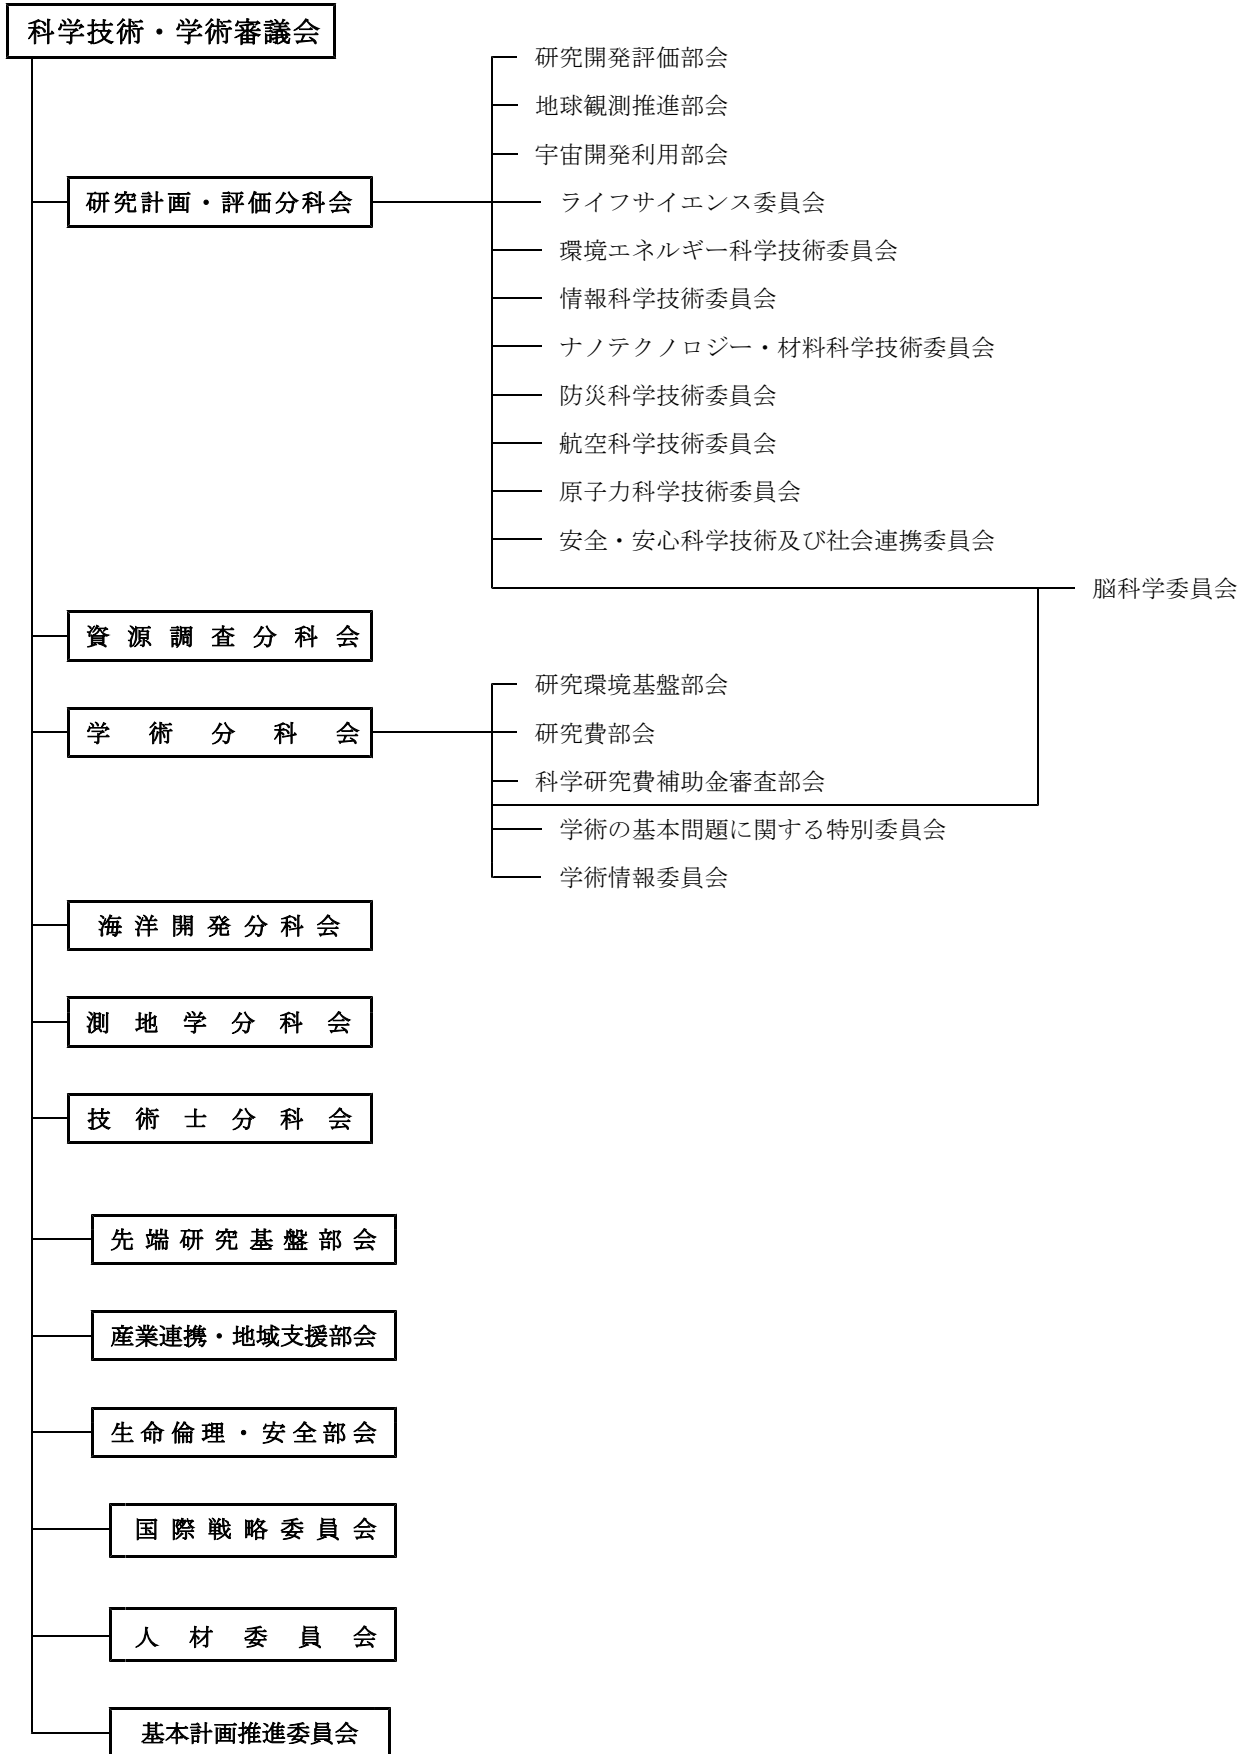 科学技術・学術審議会
研究開発評価部会
地球観測推進部会
宇宙開発利用部会
研究計画・評価分科会
ライフサイエンス委員会
環境エネルギー科学技術委員会
情報科学技術委員会
ナノテクノロジー・材料科学技術委員会
防災科学技術委員会
航空科学技術委員会
原子力科学技術委員会
安全・安心科学技術及び社会連携委員会
脳科学委員会
資源調査分科会
研究環境基盤部会
学術分科会
研究費部会
科学研究費補助金審査部会
学術の基本問題に関する特別委員会
学術情報委員会
海洋開発分科会
測地学分科会
技術士分科会
先端研究基盤部会
産業連携・地域支援部会
生命倫理・安全部会
国際戦略委員会
人材委員会
基本計画推進委員会